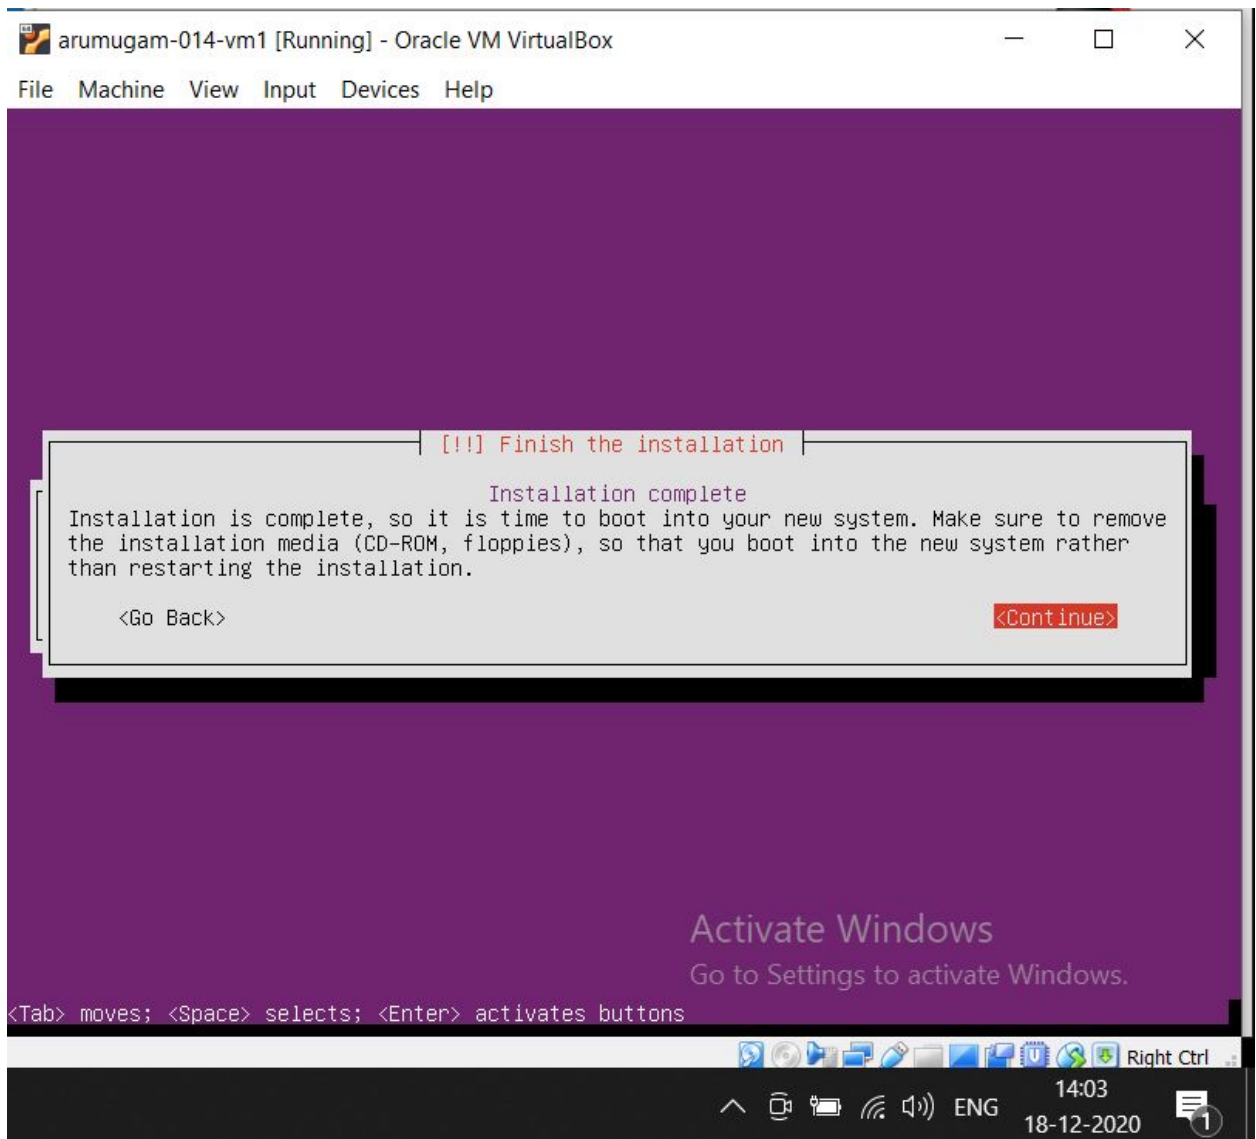 arumugam-014-vm1 [Running] - Oracle VM VirtualBox
File Machine View Input Devices Help
[!!] Finish the installation
Installation complete
Installation is complete, so it is time to boot into your new system. Make sure to remove
the installation media (CD-ROM, floppies), so that you boot into the new system rather
than restarting the installation.
<Go Back> <Continue>
Activate Windows
Go to Settings to activate Windows.
<Tab> moves; <Space> selects; <Enter> activates buttons
Right Ctrl
ENG
14:03
18-12-2020
1